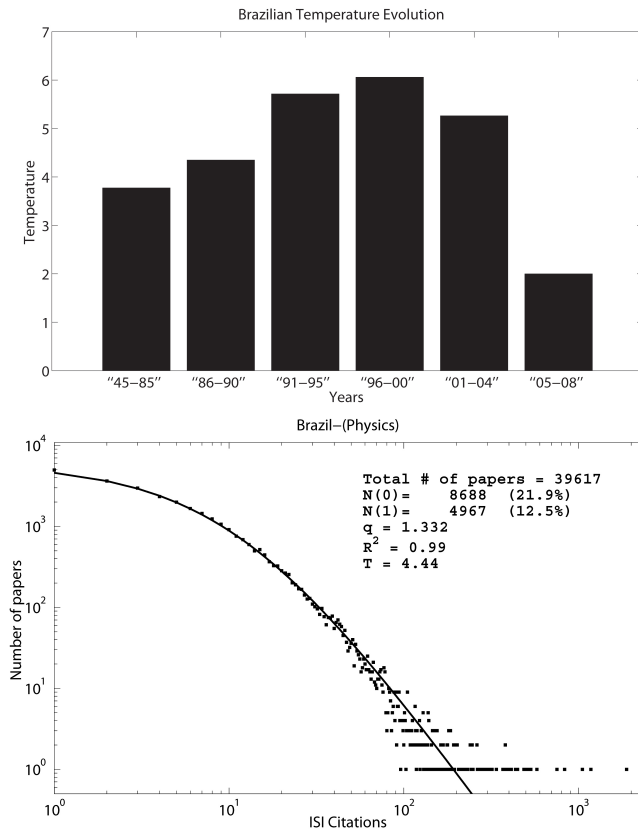 Brazilian Temperature Evolution
7
6
5
4
3
2
1
0
Temperature
"45–85" "86–90" "91–95" "96–00" "01–04" "05–08"
Years
Brazil–(Physics)
10^4
10^3
10^2
10^1
10^0
Number of papers
Total # of papers = 39617
N(0)= 8688 (21.9%)
N(1)= 4967 (12.5%)
q = 1.332
R^2 = 0.99
T = 4.44
10^0 10^1 10^2 10^3
ISI Citations